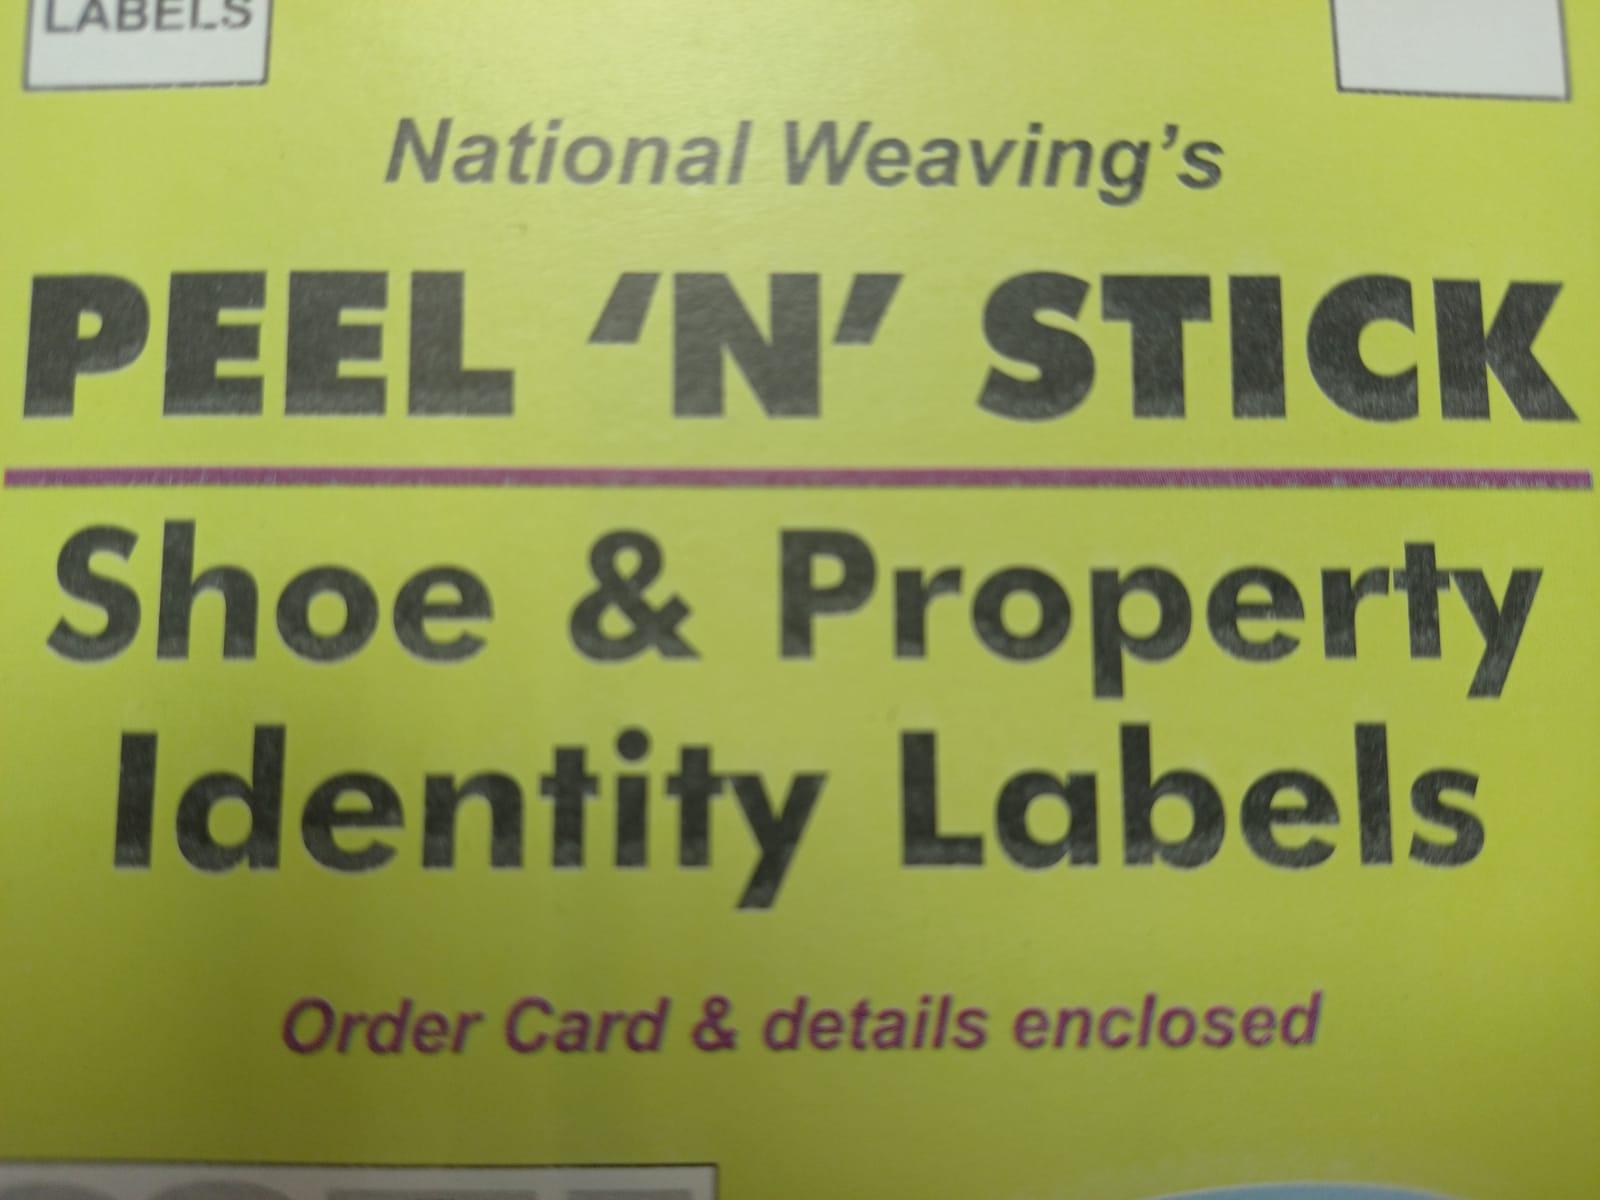 LABELS
National Weaving's
PEEL 'N' STICK
Shoe & Property
Identity Labels
Order Card & details enclosed